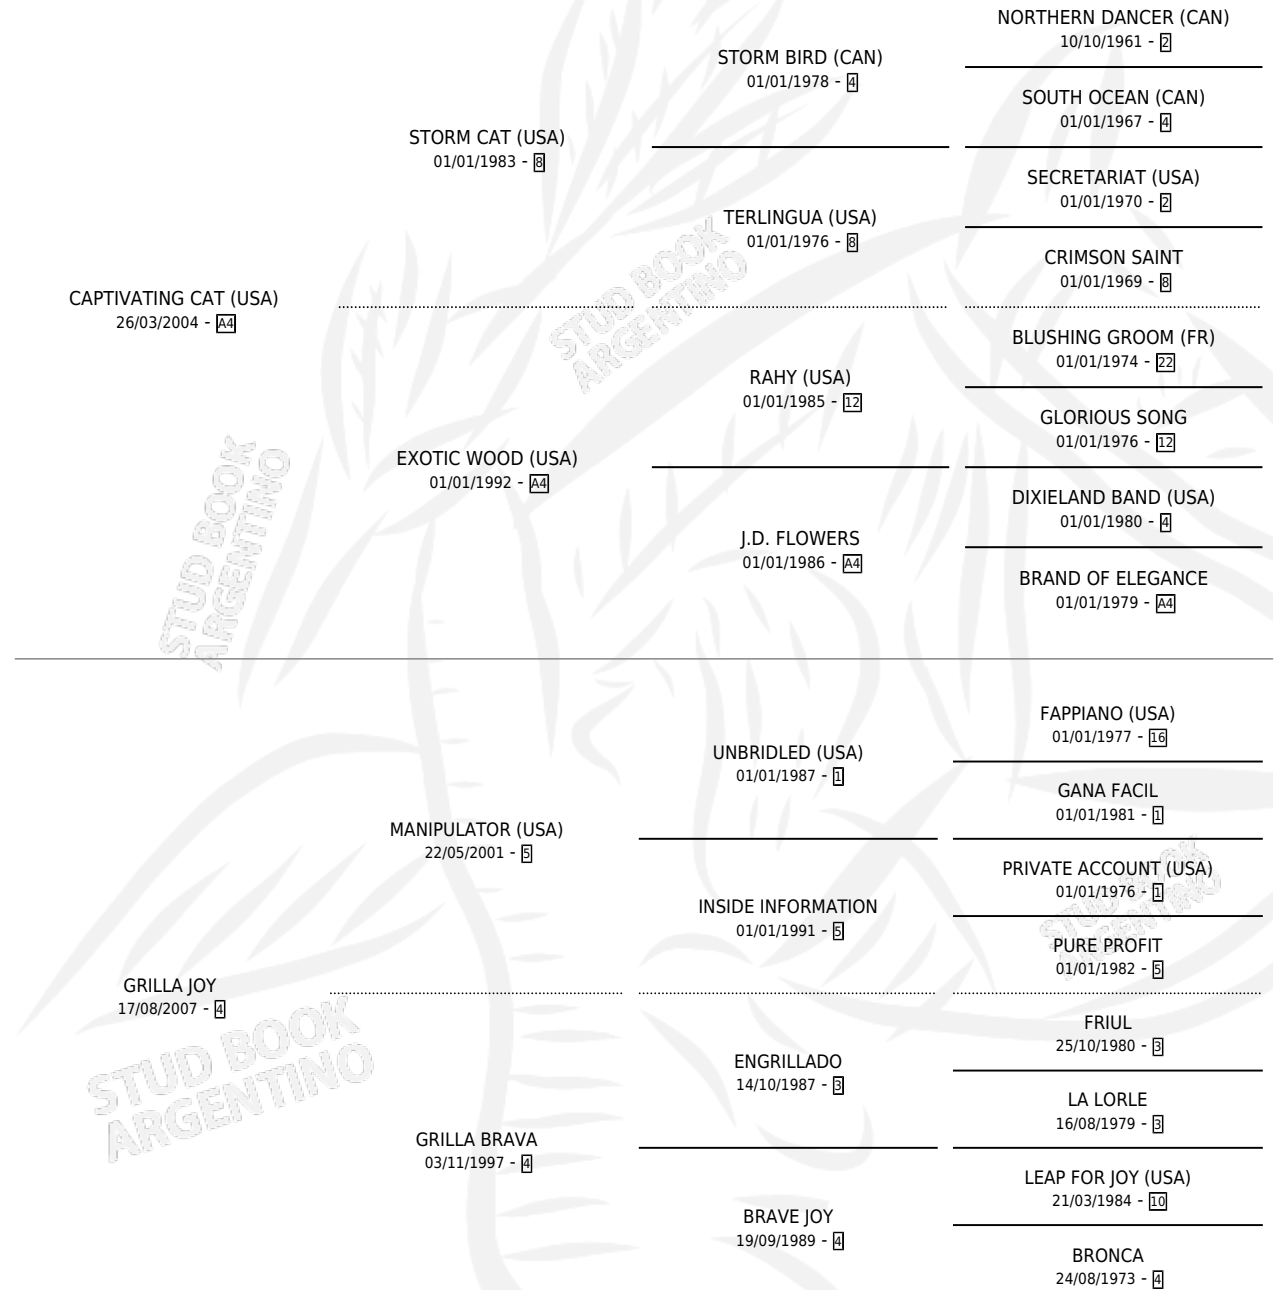 NORTHERN DANCER (CAN)
10/10/1961 - 2
STORM BIRD (CAN)
01/01/1978 - 4
SOUTH OCEAN (CAN)
01/01/1967 - 4
STORM CAT (USA)
01/01/1983 - 8
SECRETARIAT (USA)
01/01/1970 - 2
TERLINGUA (USA)
01/01/1976 - 8
CRIMSON SAINT
01/01/1969 - 8
CAPTIVATING CAT (USA)
26/03/2004 - A4
BLUSHING GROOM (FR)
01/01/1974 - 22
RAHY (USA)
01/01/1985 - 12
GLORIOUS SONG
01/01/1976 - 12
EXOTIC WOOD (USA)
01/01/1992 - A4
DIXIELAND BAND (USA)
01/01/1980 - 4
J.D. FLOWERS
01/01/1986 - A4
BRAND OF ELEGANCE
01/01/1979 - A4
FAPPIANO (USA)
01/01/1977 - 16
UNBRIDLED (USA)
01/01/1987 - 1
GANA FACIL
01/01/1981 - 1
MANIPULATOR (USA)
22/05/2001 - 5
PRIVATE ACCOUNT (USA)
01/01/1976 - 1
INSIDE INFORMATION
01/01/1991 - 5
PURE PROFIT
01/01/1982 - 5
GRILLA JOY
17/08/2007 - 4
FRIUL
25/10/1980 - 3
ENGRILLADO
14/10/1987 - 3
LA LORLE
16/08/1979 - 3
GRILLA BRAVA
03/11/1997 - 4
LEAP FOR JOY (USA)
21/03/1984 - 10
BRAVE JOY
19/09/1989 - 4
BRONCA
24/08/1973 - 4
STUD BOOK
ARGENTINO
STUD BOOK
ARGENTINO
STUD BOOK
ARGENTINO
STUD BOOK
ARGENTINO